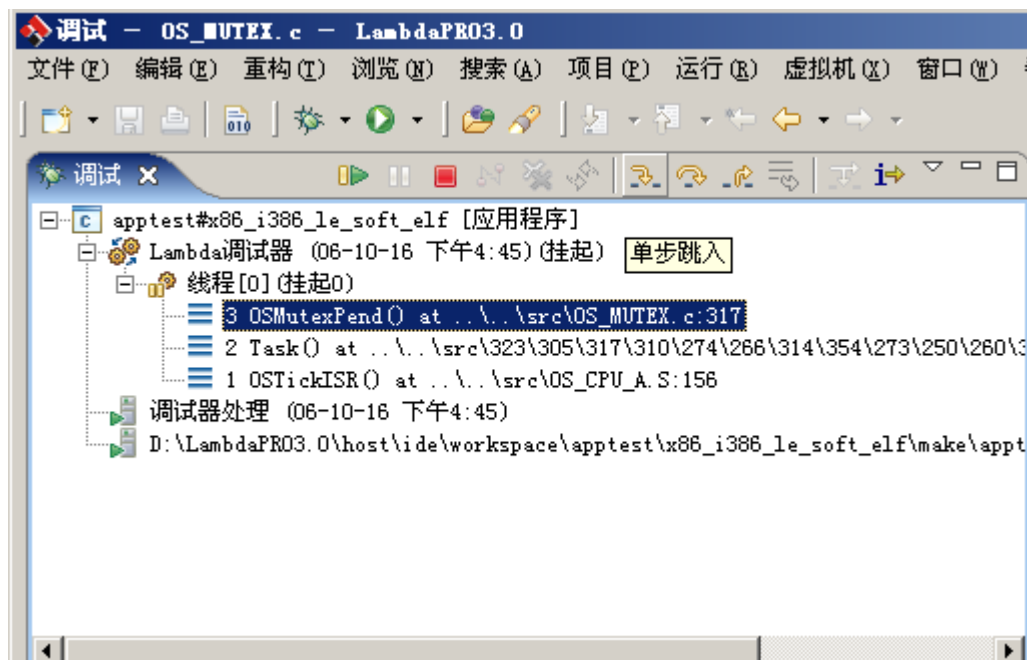 调试 - OS_MUTEX.c - LambdaPRO3.0
文件(F) 编辑(E) 重构(T) 浏览(N) 搜索(A) 项目(P) 运行(R) 虚拟机(X) 窗口(W)
010
调试
i
c apptest#x86_i386_le_soft_elf [应用程序]
Lambda调试器 (06-10-16 下午4:45)(挂起)
单步跳入
线程[0](挂起0)
3 OSMutexPend() at ..\..\src\OS_MUTEX.c:317
2 Task() at ..\..\src\323\305\317\310\274\266\314\354\273\250\260\3
1 OSTickISR() at ..\..\src\OS_CPU_A.S:156
调试器处理 (06-10-16 下午4:45)
D:\LambdaPRO3.0\host\ide\workspace\apptest\x86_i386_le_soft_elf\make\appt